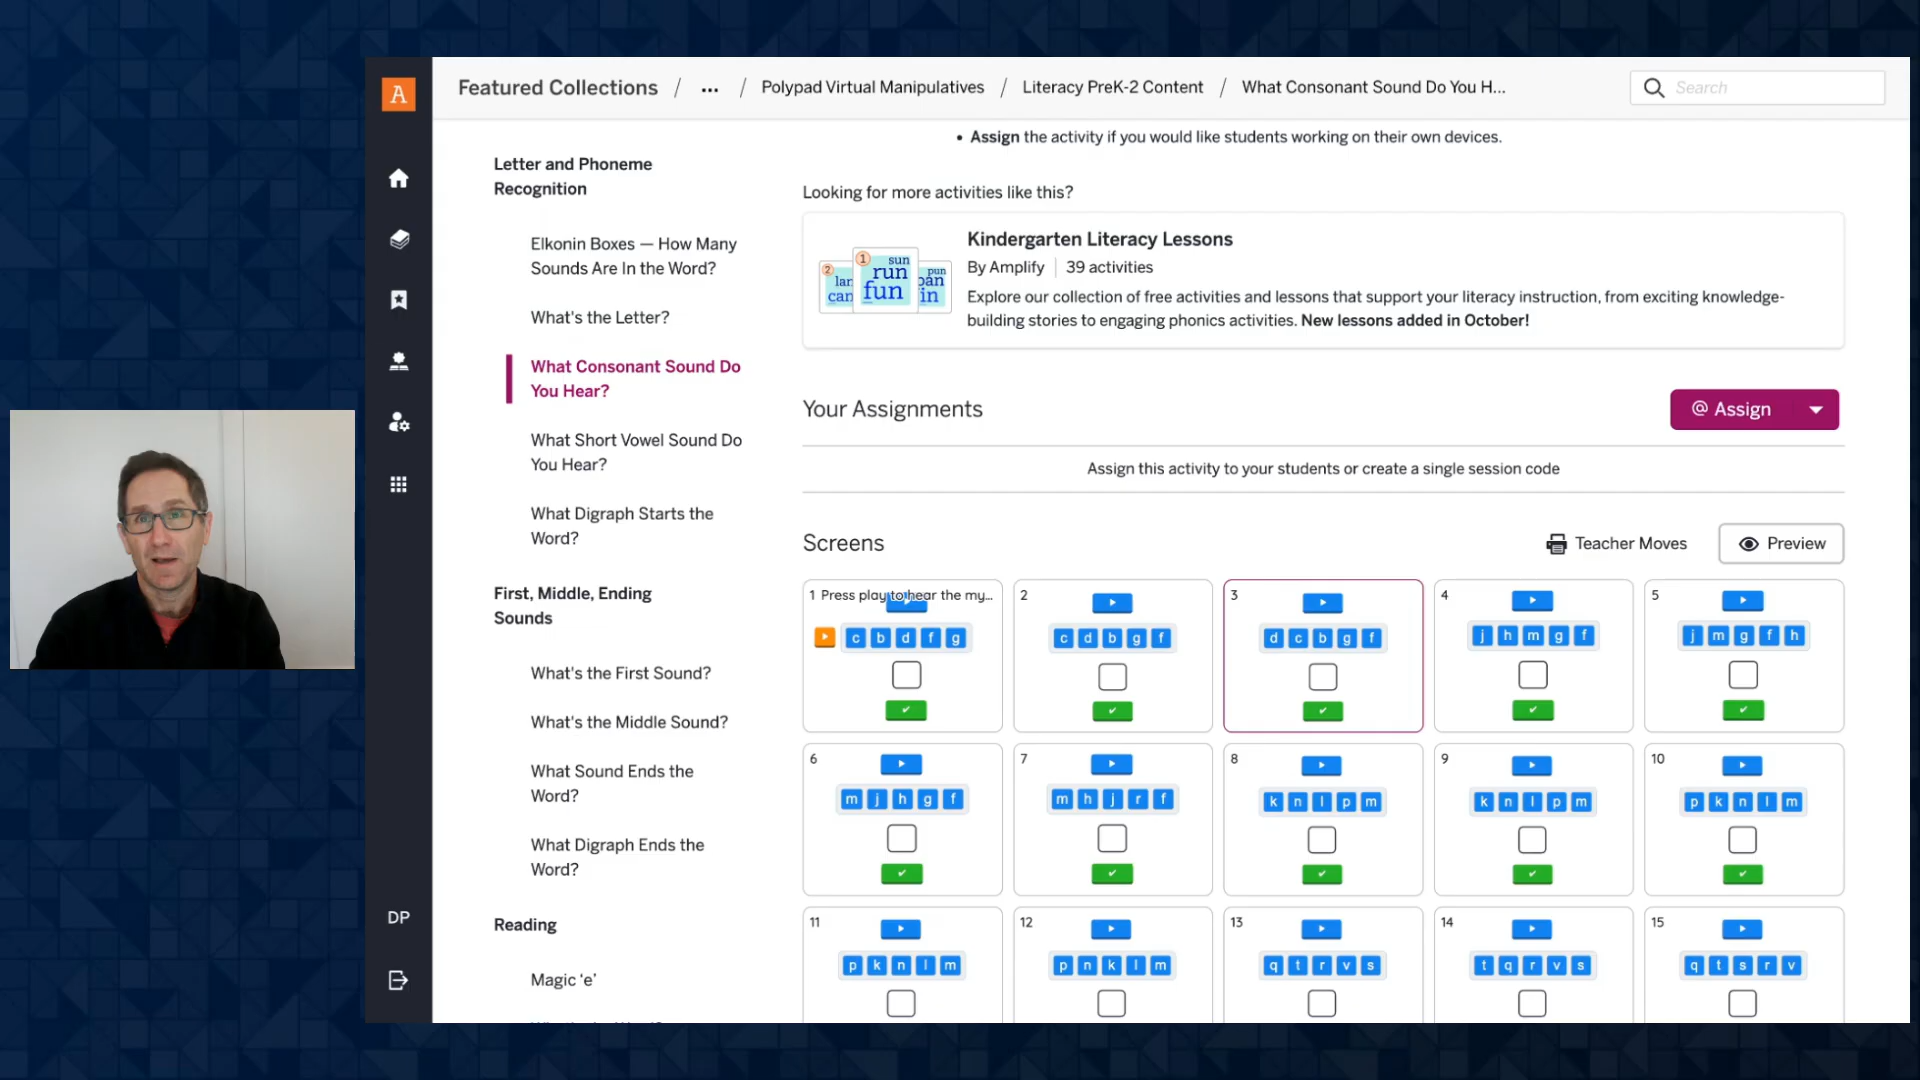 A
Featured Collections / ... / Polypad Virtual Manipulatives / Literacy PreK-2 Content / What Consonant Sound Do You H...
Search
Letter and Phoneme
Recognition
Elkonin Boxes — How Many
Sounds Are In the Word?
What's the Letter?
What Consonant Sound Do
You Hear?
What Short Vowel Sound Do
You Hear?
What Digraph Starts the
Word?
First, Middle, Ending
Sounds
What's the First Sound?
What's the Middle Sound?
What Sound Ends the
Word?
What Digraph Ends the
Word?
Reading
Magic ‘e’
DP
• Assign the activity if you would like students working on their own devices.
Looking for more activities like this?
2
lan
can
1
sun
run
fun
pun
pan
in
Kindergarten Literacy Lessons
By Amplify | 39 activities
Explore our collection of free activities and lessons that support your literacy instruction, from exciting knowledge-
building stories to engaging phonics activities. New lessons added in October!
Your Assignments
@ Assign
Assign this activity to your students or create a single session code
Screens
Teacher Moves
Preview
1 Press play to hear the my...
c b d f g
2
c d b g f
3
d c b g f
4
j h m g f
5
j m g f h
6
m j h g f
7
m h j r f
8
k n l p m
9
k n l p m
10
p k n l m
11
p k n l m
12
p n k l m
13
q t r v s
14
t q r v s
15
q t s r v